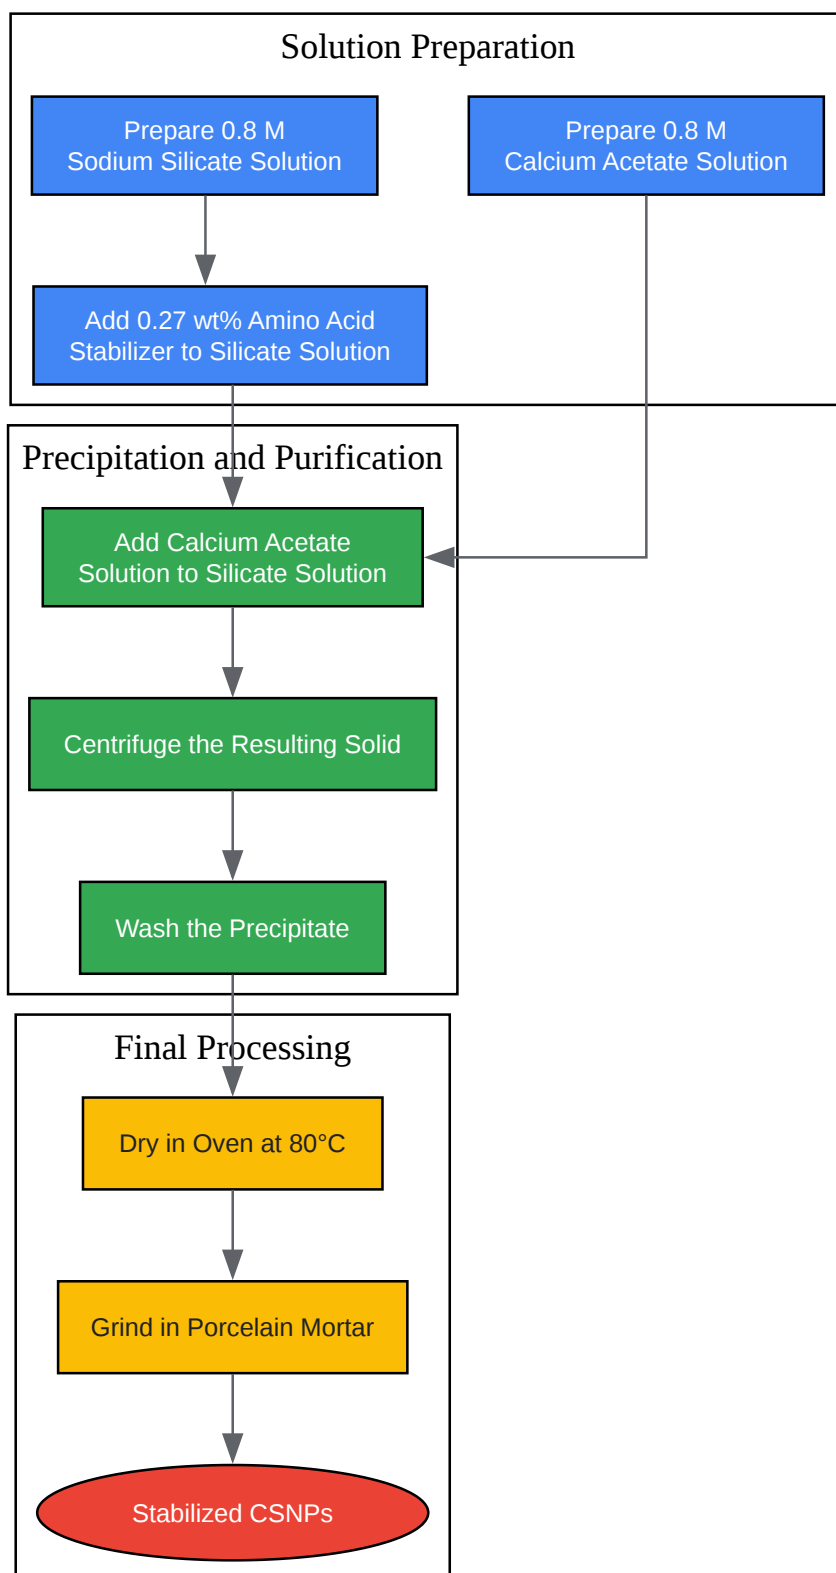 Solution Preparation
Prepare 0.8 M
Sodium Silicate Solution
Prepare 0.8 M
Calcium Acetate Solution
Add 0.27 wt% Amino Acid
Stabilizer to Silicate Solution
Precipitation and Purification
Add Calcium Acetate
Solution to Silicate Solution
Centrifuge the Resulting Solid
Wash the Precipitate
Final Processing
Dry in Oven at 80°C
Grind in Porcelain Mortar
Stabilized CSNPs